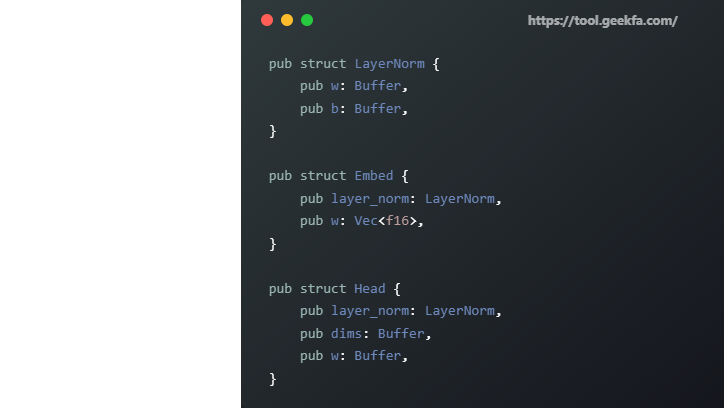 https://tool.geekfa.com/
pub struct LayerNorm {
    pub w: Buffer,
    pub b: Buffer,
}
pub struct Embed {
    pub layer_norm: LayerNorm,
    pub w: Vec<f16>,
}
pub struct Head {
    pub layer_norm: LayerNorm,
    pub dims: Buffer,
    pub w: Buffer,
}